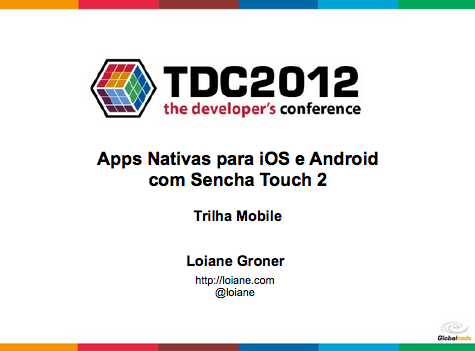 TDC2012
the developer's conference
Apps Nativas para iOS e Android
com Sencha Touch 2
Trilha Mobile
Loiane Groner
http://loiane.com
@loiane
Globalcode